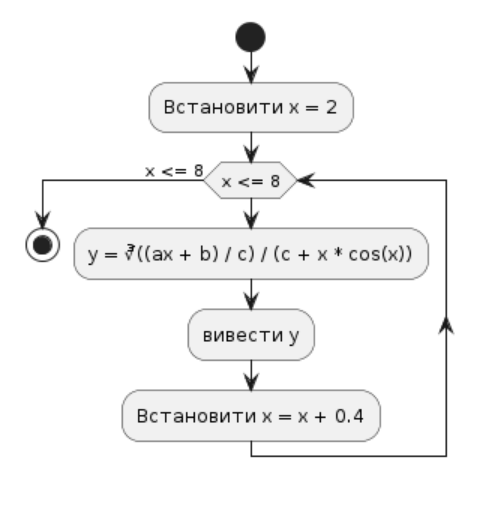 Встановити x = 2
x <= 8
x <= 8
y = ∛((ax + b) / c) / (c + x * cos(x))
вивести y
Встановити x = x + 0.4